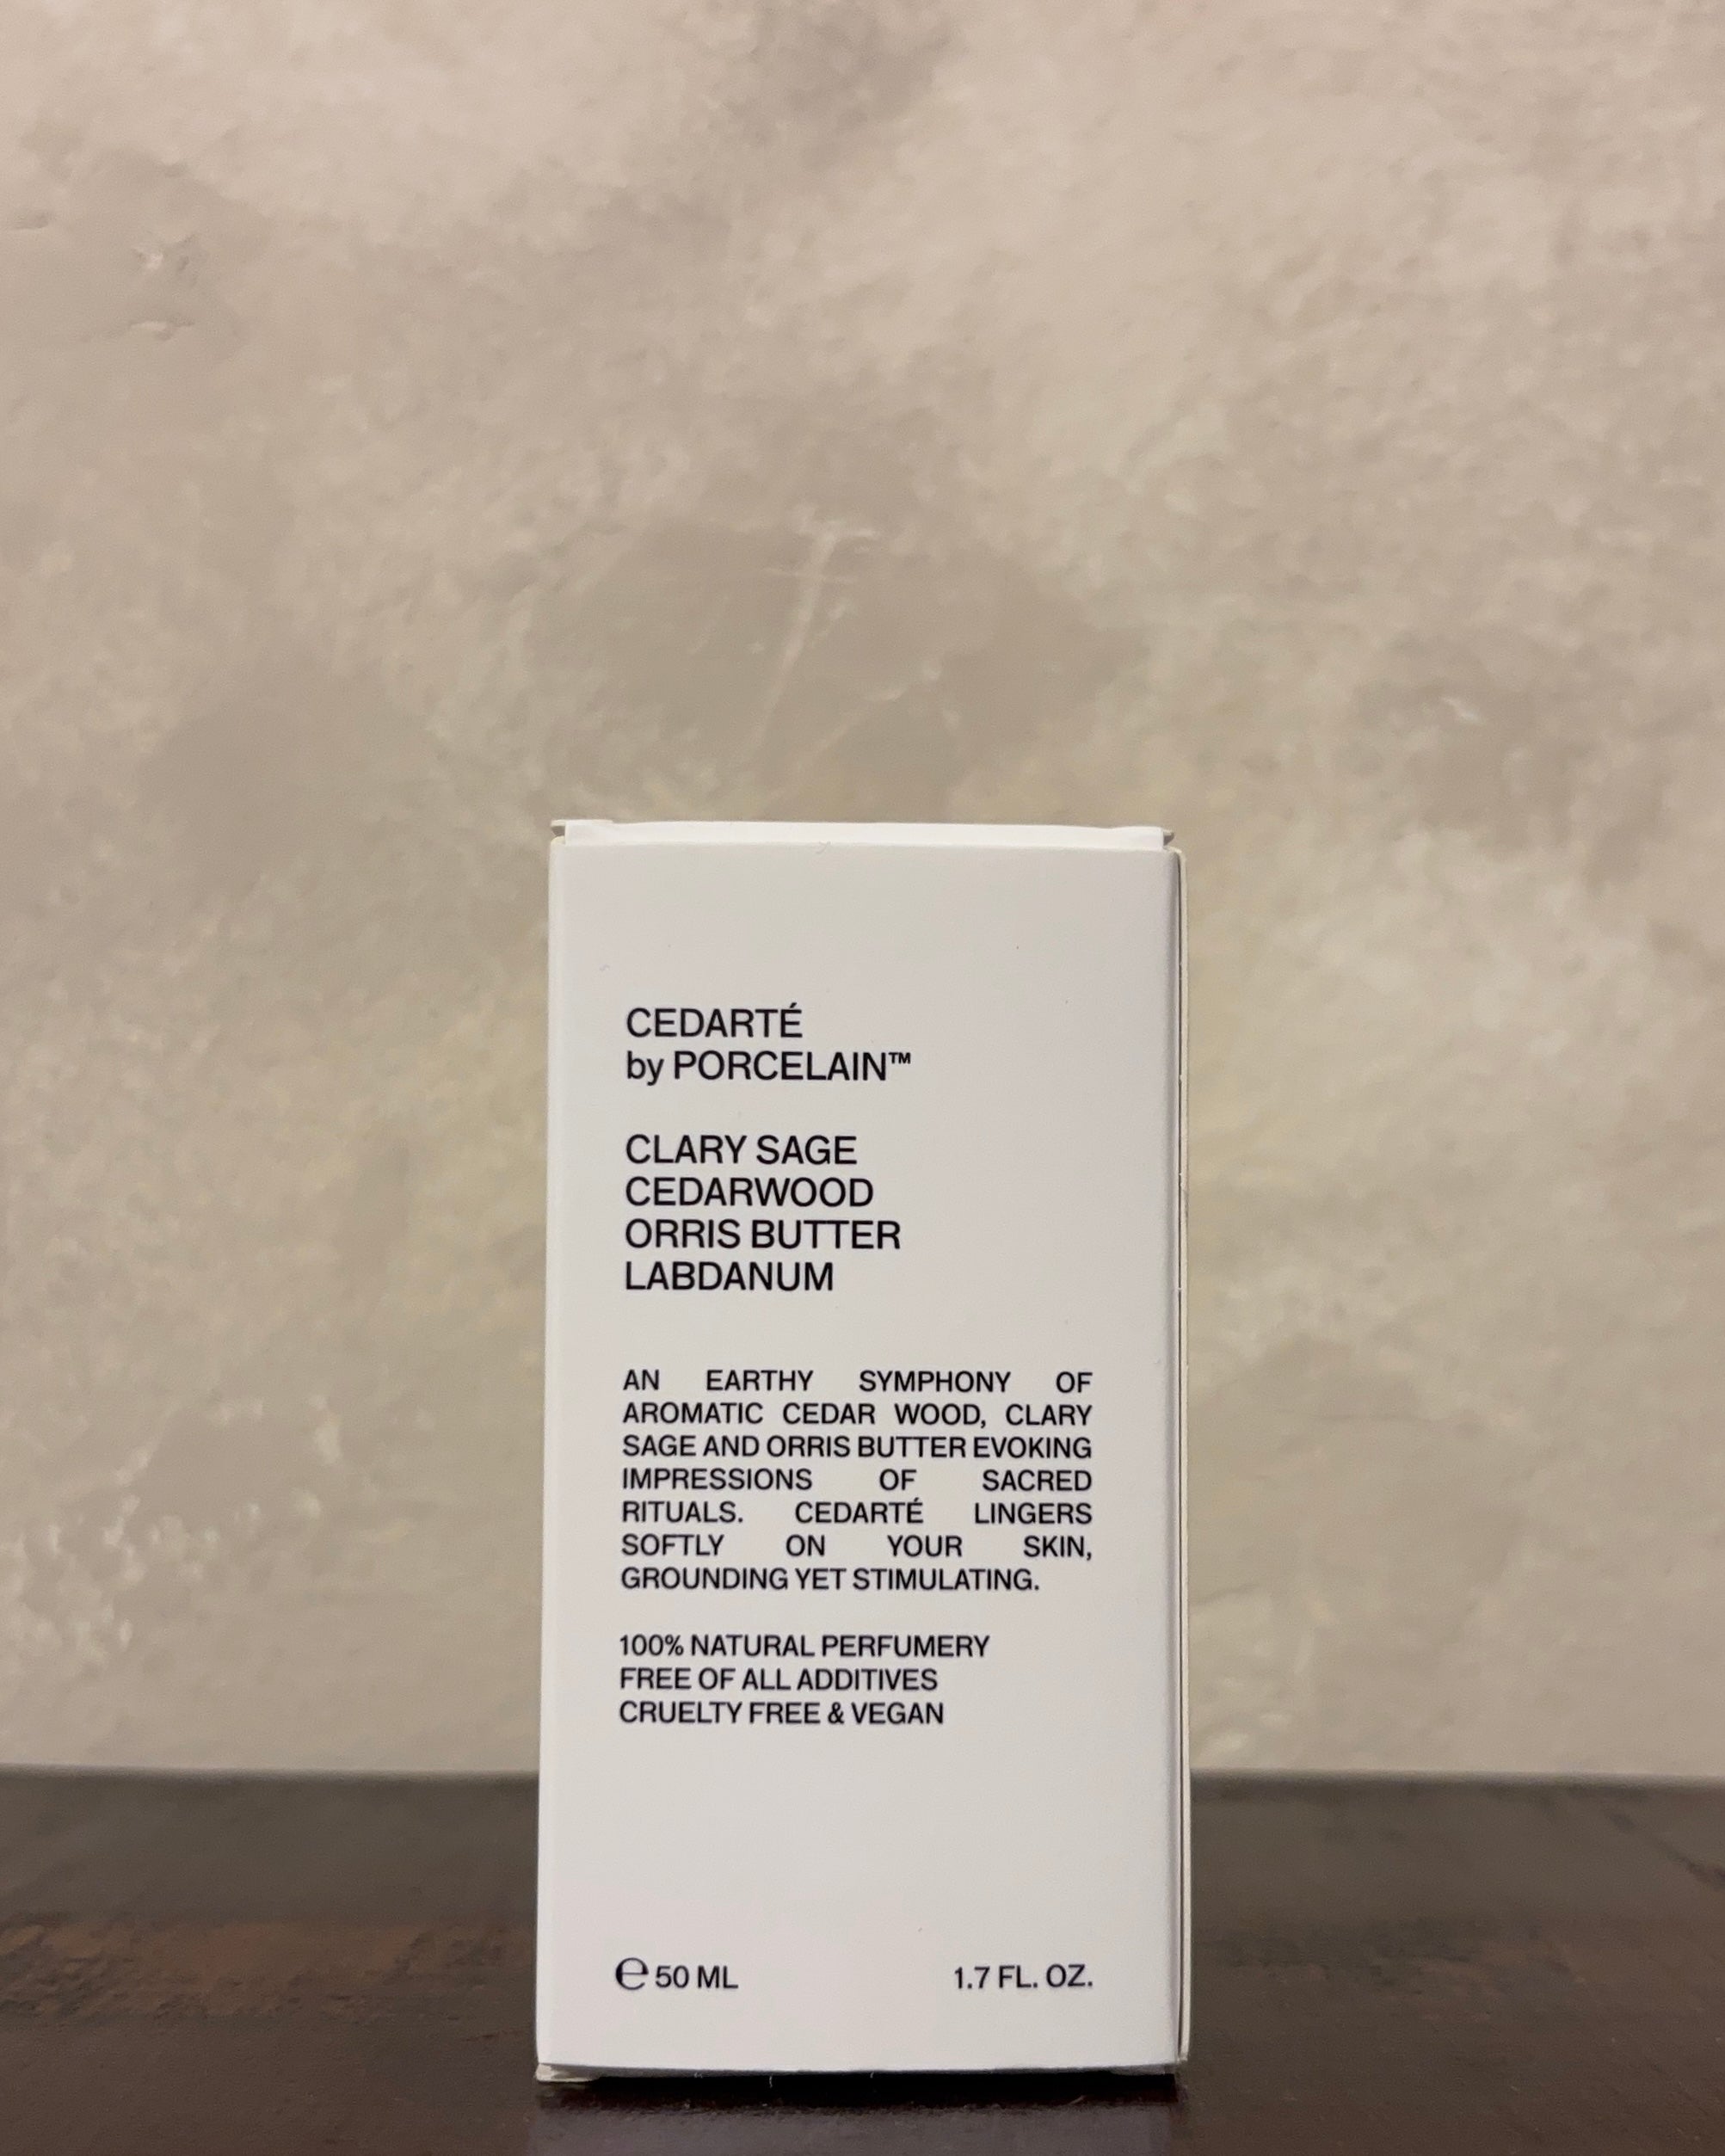 CEDARTÉ
by PORCELAIN™
CLARY SAGE
CEDARWOOD
ORRIS BUTTER
LABDANUM
AN EARTHY SYMPHONY OF
AROMATIC CEDAR WOOD, CLARY
SAGE AND ORRIS BUTTER EVOKING
IMPRESSIONS OF SACRED
RITUALS. CEDARTÉ LINGERS
SOFTLY ON YOUR SKIN,
GROUNDING YET STIMULATING.
100% NATURAL PERFUMERY
FREE OF ALL ADDITIVES
CRUELTY FREE & VEGAN
℮ 50 ML 1.7 FL. OZ.